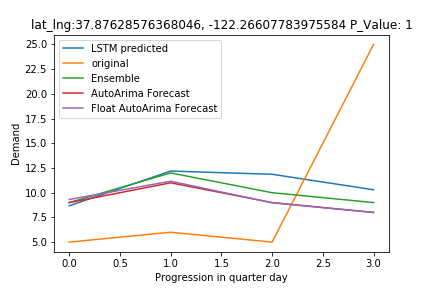 lat_lng:37.87628576368046, -122.26607783975584 P_Value: 1
25.0
22.5
20.0
17.5
15.0
12.5
10.0
7.5
5.0
Demand
LSTM predicted
original
Ensemble
AutoArima Forecast
Float AutoArima Forecast
0.0 0.5 1.0 1.5 2.0 2.5 3.0
Progression in quarter day